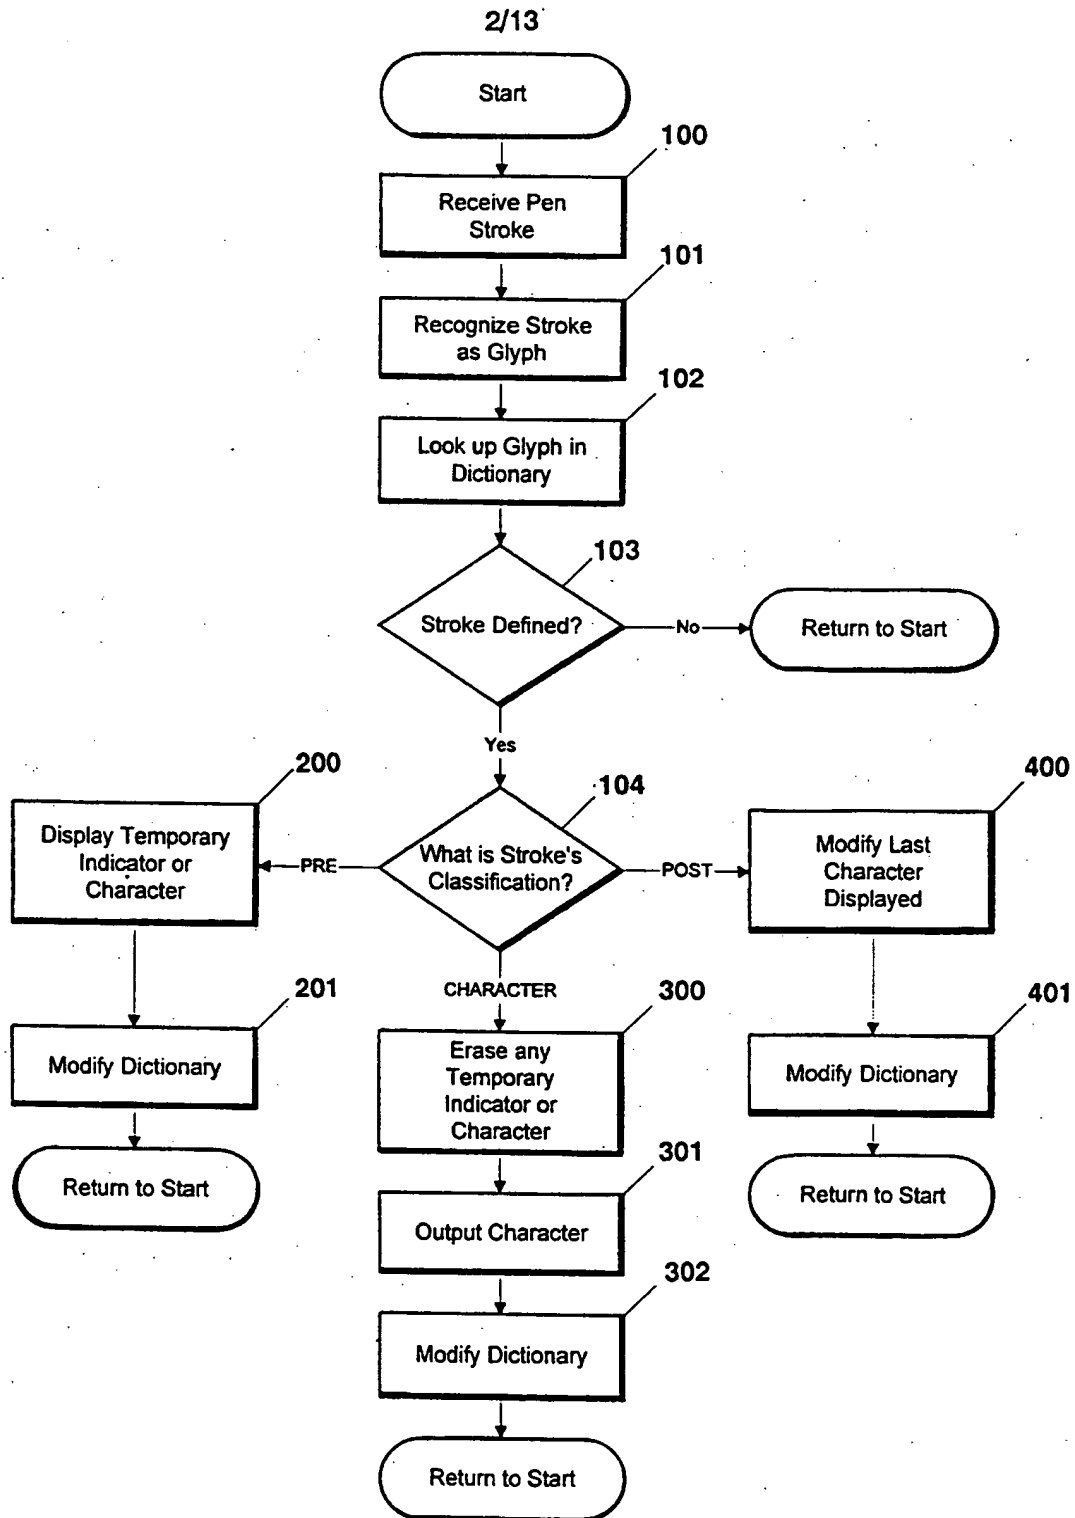 2/13
Start
100
Receive Pen
Stroke
101
Recognize Stroke
as Glyph
102
Look up Glyph in
Dictionary
103
Stroke Defined?
No
Return to Start
Yes
200
104
400
Display Temporary
Indicator or
Character
PRE
What is Stroke's
Classification?
POST
Modify Last
Character
Displayed
201
CHARACTER
300
401
Modify Dictionary
Erase any
Temporary
Indicator or
Character
Modify Dictionary
Return to Start
301
Return to Start
Output Character
302
Modify Dictionary
Return to Start